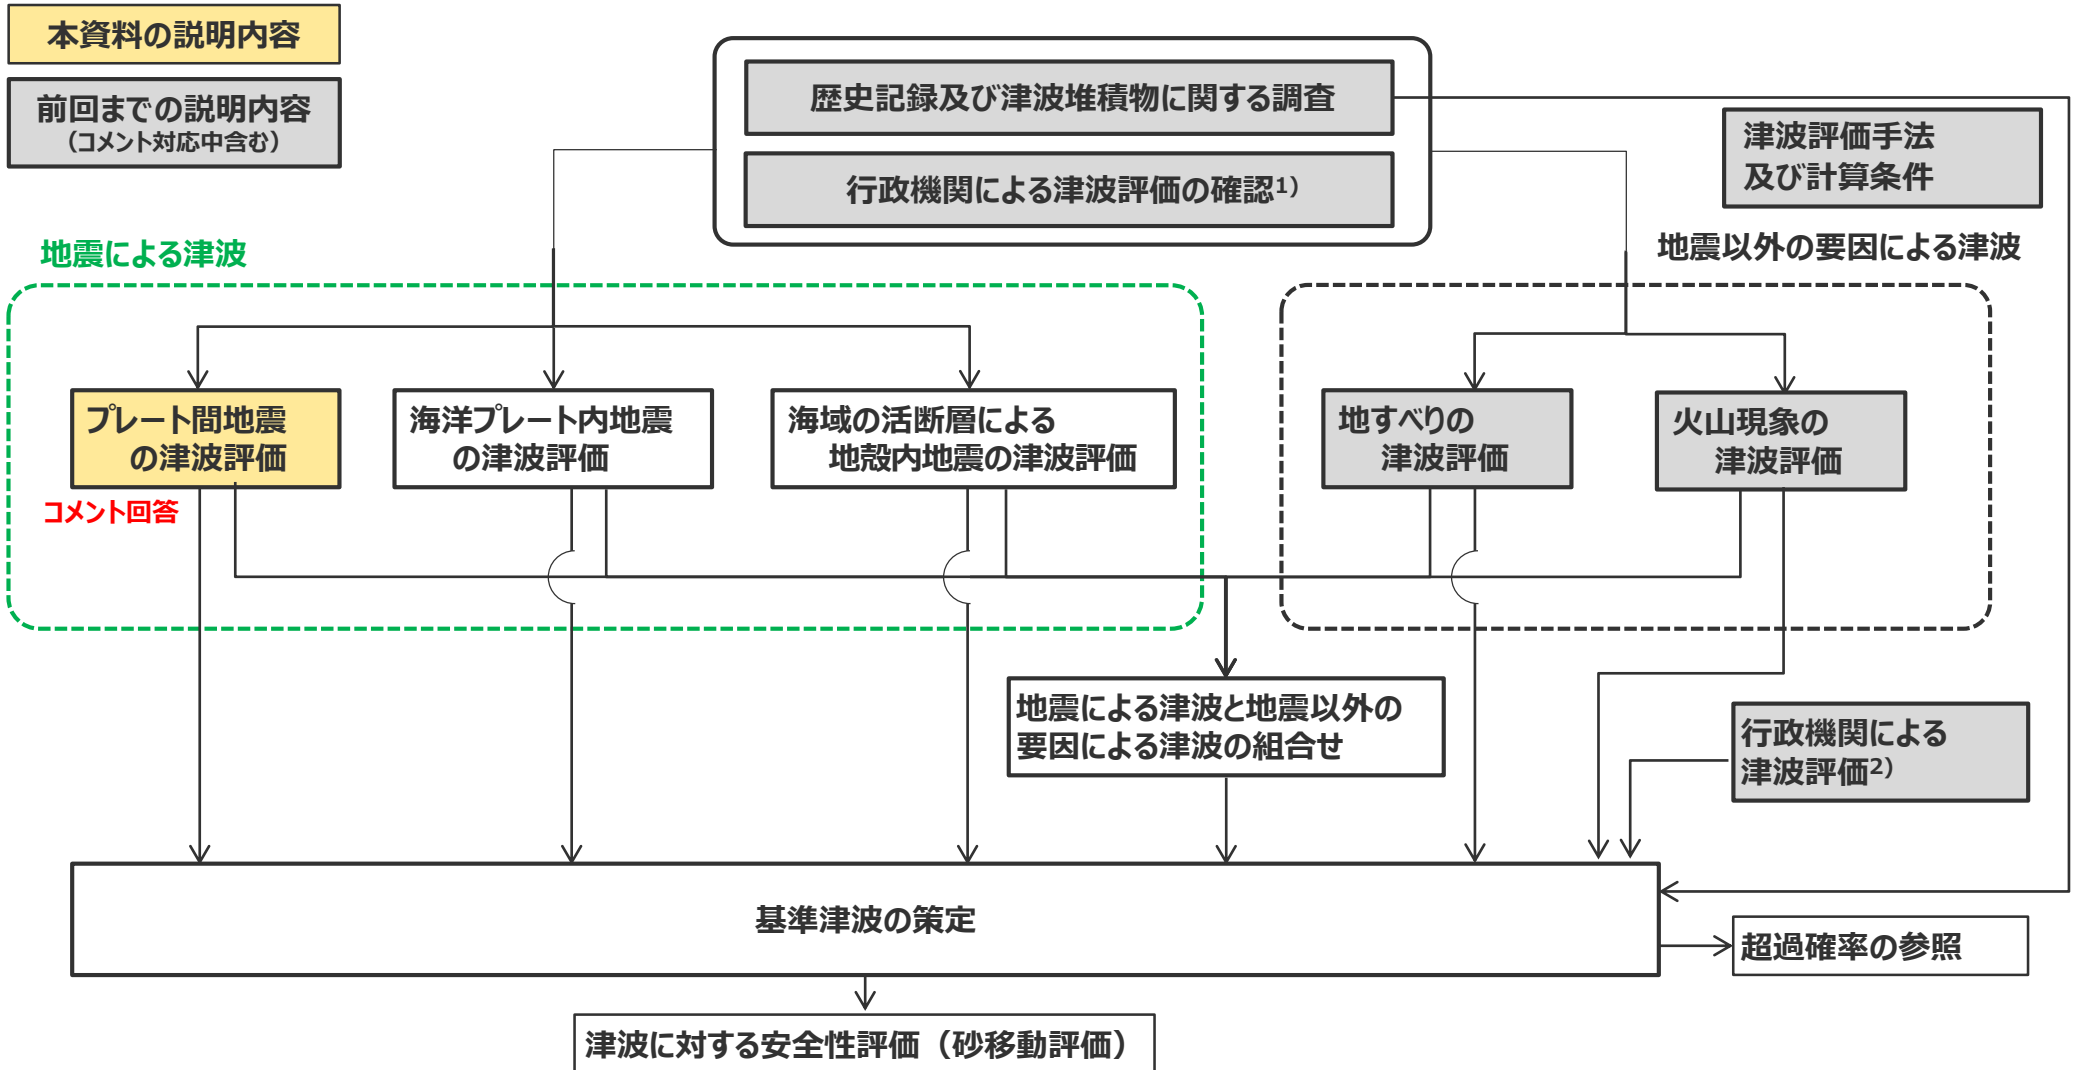 本資料の説明内容
前回までの説明内容
（コメント対応中含む）
歴史記録及び津波堆積物に関する調査
行政機関による津波評価の確認1）
津波評価手法
及び計算条件
地震による津波
地震以外の要因による津波
プレート間地震
の津波評価
海洋プレート内地震
の津波評価
海域の活断層による
地殻内地震の津波評価
地すべりの
津波評価
火山現象の
津波評価
コメント回答
地震による津波と地震以外の
要因による津波の組合せ
行政機関による
津波評価2）
基準津波の策定
超過確率の参照
津波に対する安全性評価（砂移動評価）